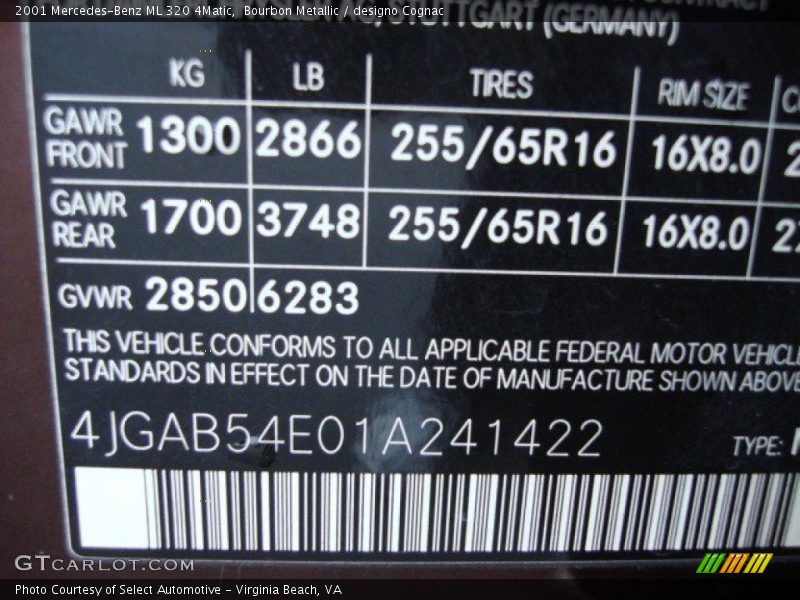 2001 Mercedes-Benz ML 320 4Matic, Bourbon Metallic / designo Cognac
STUTTGART (GERMANY)
KG LB TIRES RIM SIZE
GAWR FRONT 1300 2866 255/65R16 16X8.0
GAWR REAR 1700 3748 255/65R16 16X8.0
GVWR 2850 6283
THIS VEHICLE CONFORMS TO ALL APPLICABLE FEDERAL MOTOR VEHICLE
STANDARDS IN EFFECT ON THE DATE OF MANUFACTURE SHOWN ABOVE
4JGAB54E01A241422
TYPE:
GTCARLOT.COM
Photo Courtesy of Select Automotive - Virginia Beach, VA